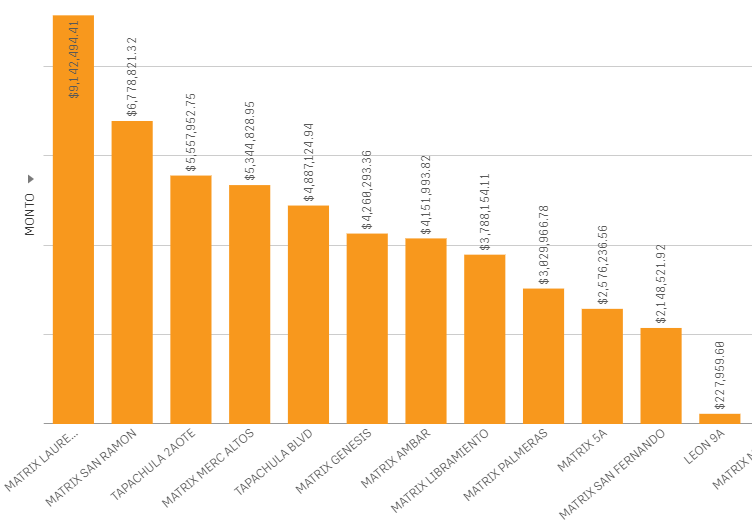 MONTO
$9,142,494.41
$6,778,821.32
$5,557,952.75
$5,344,828.95
$4,887,124.94
$4,260,293.36
$4,151,993.82
$3,788,154.11
$3,029,966.78
$2,576,236.56
$2,148,521.92
$227,959.60
MATRIX LAURE...
MATRIX SAN RAMON
TAPACHULA 2AOTE
MATRIX MERC ALTOS
TAPACHULA BLVD
MATRIX GENESIS
MATRIX AMBAR
MATRIX LIBRAMIENTO
MATRIX PALMERAS
MATRIX 5A
MATRIX SAN FERNANDO
LEON 9A
MATRIX